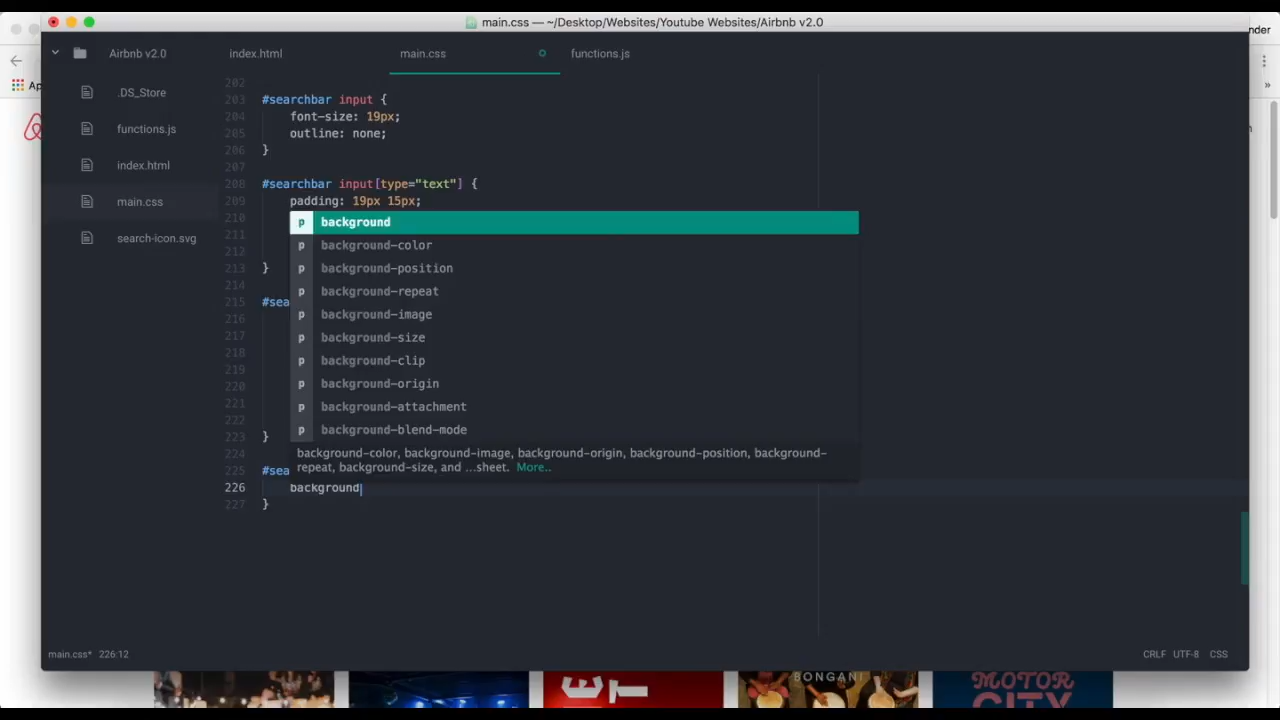 main.css — ~/Desktop/Websites/Youtube Websites/Airbnb v2.0
nder
Ap
»
Airbnb v2.0
index.html
main.css
functions.js
.DS_Store
functions.js
index.html
main.css
search-icon.svg
202
203 #searchbar input {
204 font-size: 19px;
205 outline: none;
206 }
207
208 #searchbar input[type="text"] {
209 padding: 19px 15px;
210
211
212
213 }
214
215 #sea
216
217
218
219
220
221
222
223 }
224
225 #sea
226 background
227 }
p background
p background-color
p background-position
p background-repeat
p background-image
p background-size
p background-clip
p background-origin
p background-attachment
p background-blend-mode
background-color, background-image, background-origin, background-position, background-
repeat, background-size, and ...sheet. More..
main.css* 226:12
CRLF UTF-8 CSS
BONGANI
MOTOR
CITY